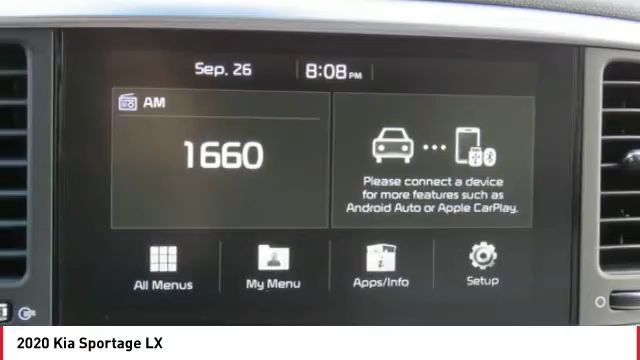 Sep. 26
8:08 PM
AM
1660
Please connect a device
for more features such as
Android Auto or Apple CarPlay.
All Menus
My Menu
Apps/Info
Setup
2020 Kia Sportage LX